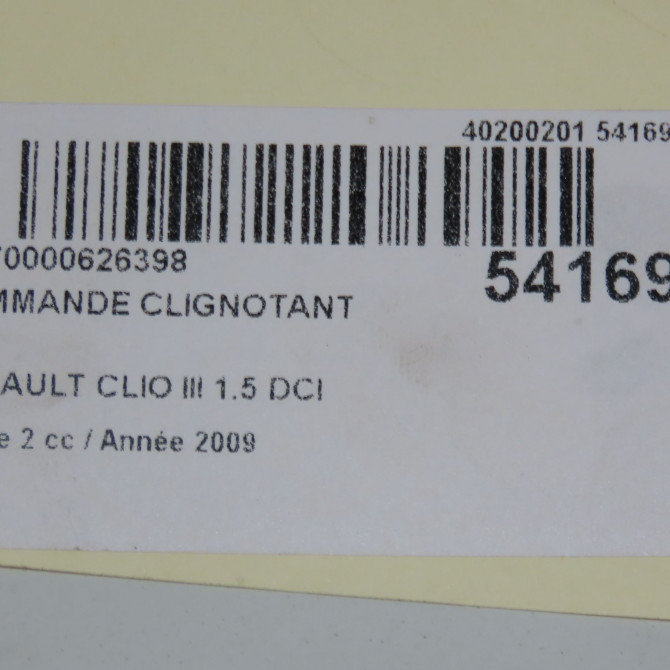 40200201 54169
70000626398
54169
MMANDE CLIGNOTANT
AULT CLIO III 1.5 DCI
e 2 cc / Année 2009